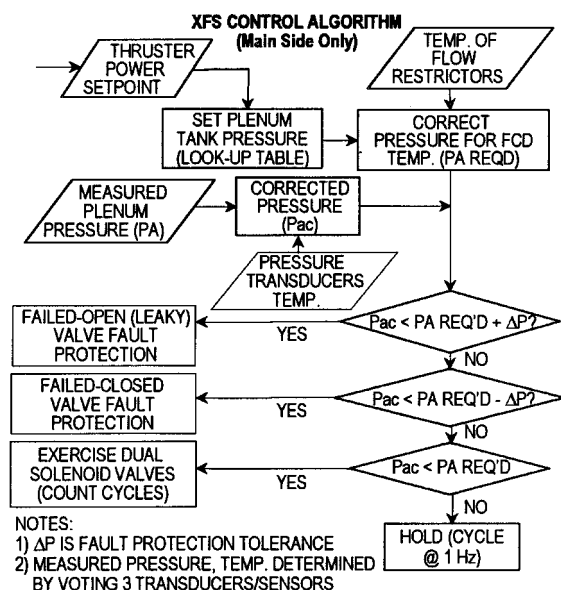 XFS CONTROL ALGORITHM
(Main Side Only)
THRUSTER
POWER
SETPOINT
TEMP. OF
FLOW
RESTRICTORS
SET PLENUM
TANK PRESSURE
(LOOK-UP TABLE)
CORRECT
PRESSURE FOR FCD
TEMP. (PA REQD)
MEASURED
PLENUM
PRESSURE (PA)
CORRECTED
PRESSURE
(Pac)
PRESSURE
TRANSDUCERS
TEMP.
FAILED-OPEN (LEAKY)
VALVE FAULT
PROTECTION
YES
Pac < PA REQ'D + ΔP?
NO
FAILED-CLOSED
VALVE FAULT
PROTECTION
YES
Pac < PA REQ'D - ΔP?
NO
EXERCISE DUAL
SOLENOID VALVES
(COUNT CYCLES)
YES
Pac < PA REQ'D
NO
HOLD (CYCLE
@ 1 Hz)
NOTES:
1) ΔP IS FAULT PROTECTION TOLERANCE
2) MEASURED PRESSURE, TEMP. DETERMINED
BY VOTING 3 TRANSDUCERS/SENSORS